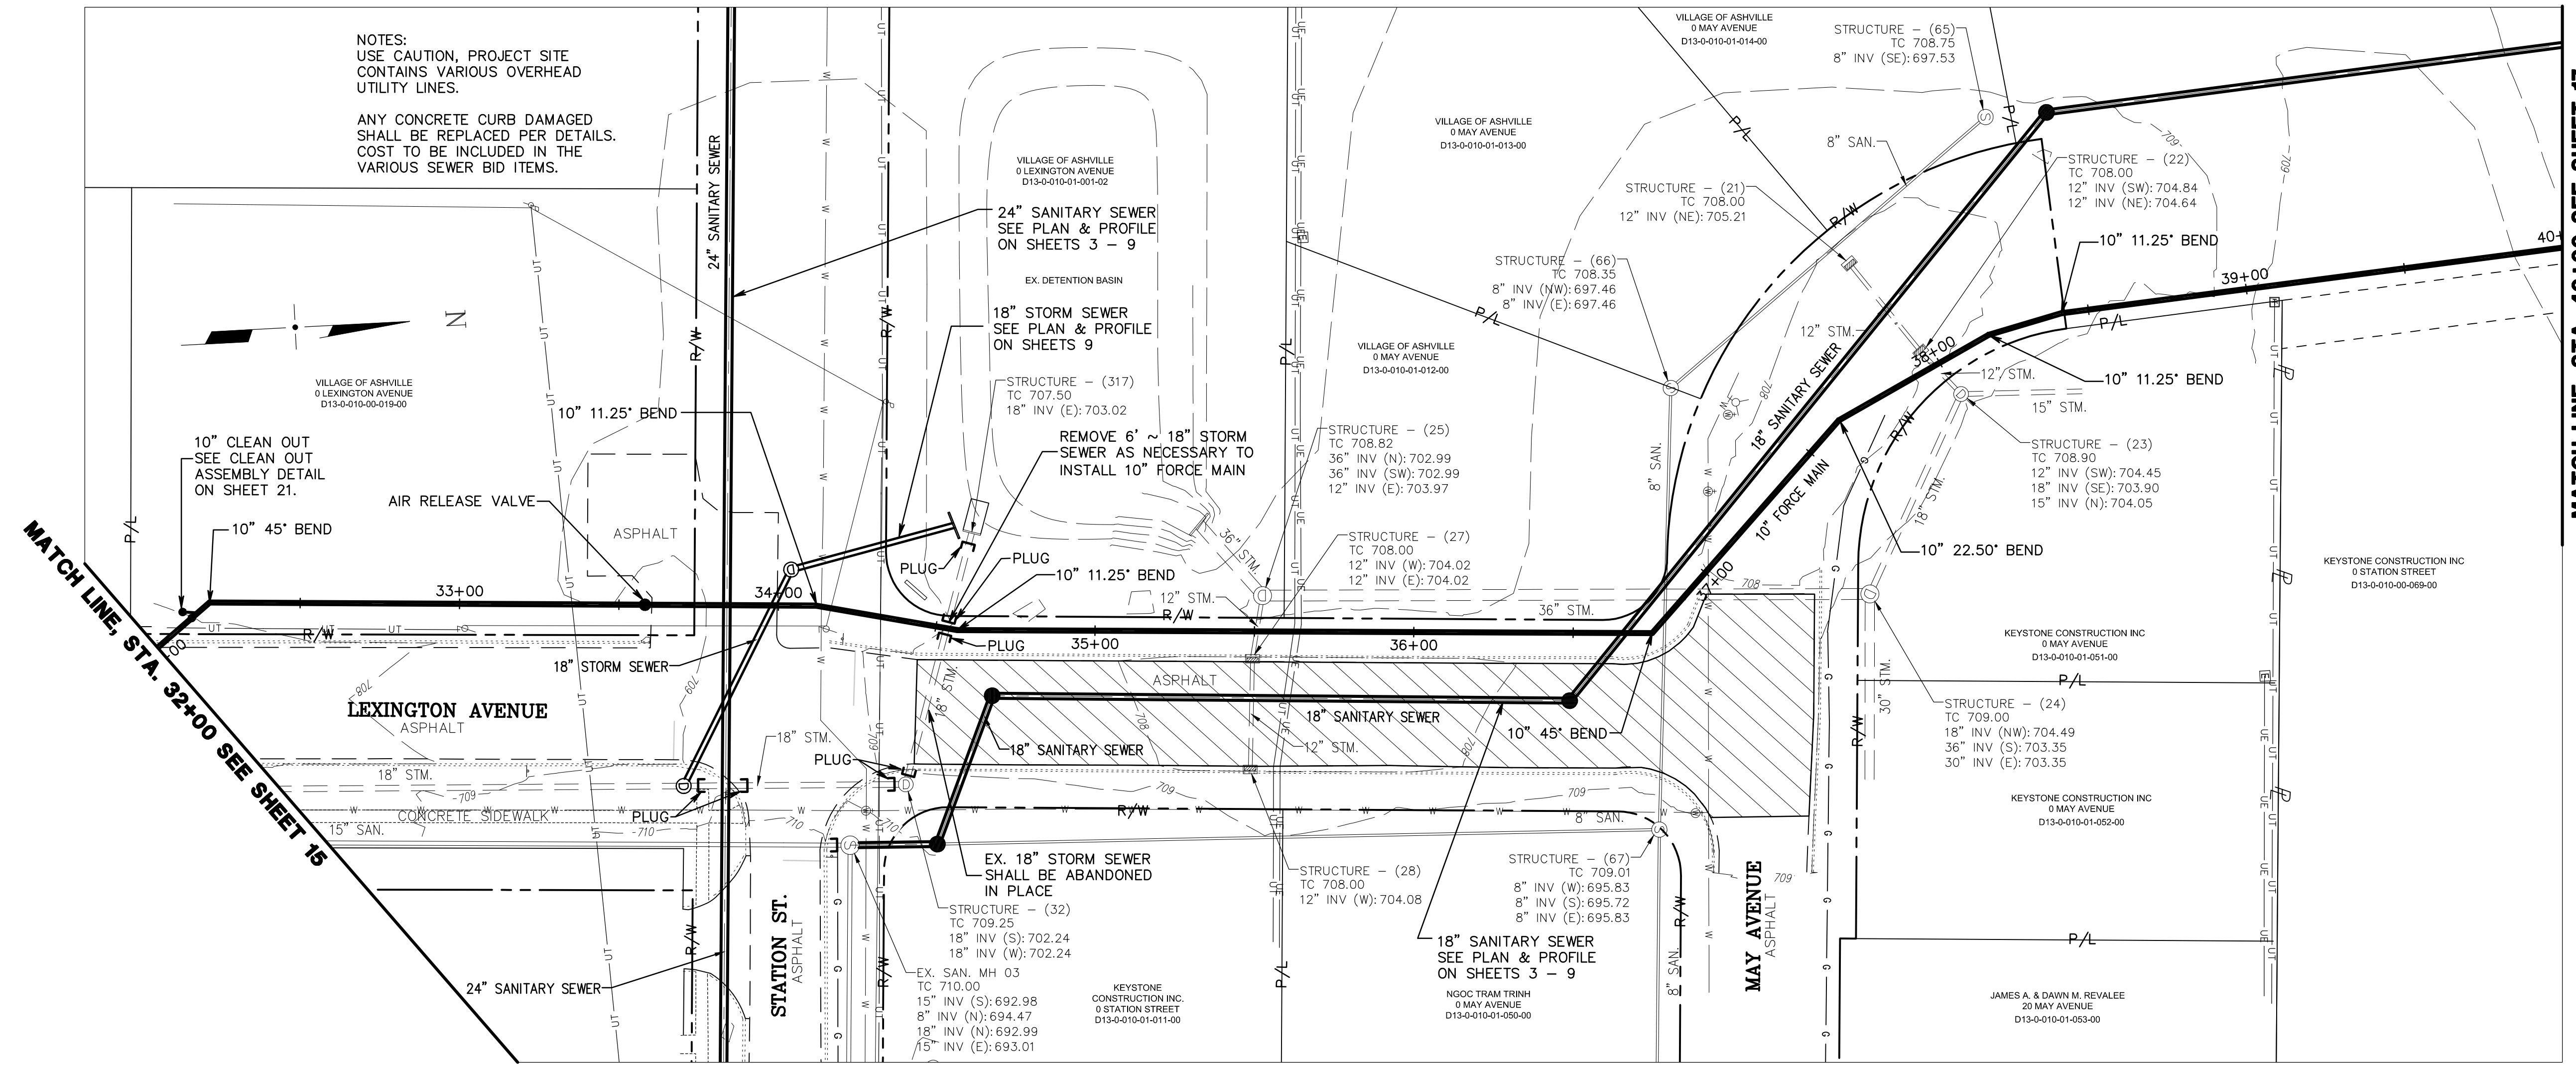 NOTES:
USE CAUTION, PROJECT SITE
CONTAINS VARIOUS OVERHEAD
UTILITY LINES.
ANY CONCRETE CURB DAMAGED
SHALL BE REPLACED PER DETAILS.
COST TO BE INCLUDED IN THE
VARIOUS SEWER BID ITEMS.
24" SANITARY SEWER
VILLAGE OF ASHVILLE
0 LEXINGTON AVENUE
D13-0-010-01-001-02
24" SANITARY SEWER
SEE PLAN & PROFILE
ON SHEETS 3 - 9
EX. DETENTION BASIN
18" STORM SEWER
SEE PLAN & PROFILE
ON SHEETS 9
STRUCTURE - (317)
TC 707.50
18" INV (E): 703.02
REMOVE 6' ~ 18" STORM
SEWER AS NECESSARY TO
INSTALL 10" FORCE MAIN
N
VILLAGE OF ASHVILLE
0 LEXINGTON AVENUE
D13-0-010-00-019-00
10" 11.25° BEND
10" CLEAN OUT
SEE CLEAN OUT
ASSEMBLY DETAIL
ON SHEET 21.
AIR RELEASE VALVE
10" 45° BEND
ASPHALT
P/L
R/W
R/W
MATCH LINE, STA. 32+00 SEE SHEET 15
33+00
34+00
PLUG
PLUG
10" 11.25° BEND
PLUG
35+00
36+00
37+00
38+00
39+00
40+
18" STORM SEWER
LEXINGTON AVENUE
ASPHALT
708
709
18" STM.
18" STM.
709
CONCRETE SIDEWALK
710
15" SAN.
PLUG
PLUG
18" STM.
18" SANITARY SEWER
EX. 18" STORM SEWER
SHALL BE ABANDONED
IN PLACE
STRUCTURE - (32)
TC 709.25
18" INV (S): 702.24
18" INV (W): 702.24
EX. SAN. MH 03
TC 710.00
15" INV (S): 692.98
8" INV (N): 694.47
18" INV (N): 692.99
15" INV (E): 693.01
24" SANITARY SEWER
STATION ST.
ASPHALT
KEYSTONE
CONSTRUCTION INC.
0 STATION STREET
D13-0-010-01-011-00
VILLAGE OF ASHVILLE
0 MAY AVENUE
D13-0-010-01-014-00
STRUCTURE - (65)
TC 708.75
8" INV (SE): 697.53
VILLAGE OF ASHVILLE
0 MAY AVENUE
D13-0-010-01-013-00
8" SAN.
STRUCTURE - (22)
TC 708.00
12" INV (SW): 704.84
12" INV (NE): 704.64
STRUCTURE - (21)
TC 708.00
12" INV (NE): 705.21
STRUCTURE - (66)
TC 708.35
8" INV (NW): 697.46
8" INV (E): 697.46
10" 11.25° BEND
VILLAGE OF ASHVILLE
0 MAY AVENUE
D13-0-010-01-012-00
12" STM.
18" SANITARY SEWER
10" FORCE MAIN
10" 11.25° BEND
12" STM.
15" STM.
STRUCTURE - (25)
TC 708.82
36" INV (N): 702.99
36" INV (SW): 702.99
12" INV (E): 703.97
STRUCTURE - (23)
TC 708.90
12" INV (SW): 704.45
18" INV (SE): 703.90
15" INV (N): 704.05
18" STM.
8" SAN.
36" STM.
STRUCTURE - (27)
TC 708.00
12" INV (W): 704.02
12" INV (E): 704.02
10" 22.50° BEND
12" STM.
36" STM.
R/W
708
ASPHALT
18" SANITARY SEWER
12" STM.
10" 45° BEND
708
709
8" SAN.
STRUCTURE - (28)
TC 708.00
12" INV (W): 704.08
STRUCTURE - (67)
TC 709.01
8" INV (W): 695.83
8" INV (S): 695.72
8" INV (E): 695.83
18" SANITARY SEWER
SEE PLAN & PROFILE
ON SHEETS 3 - 9
NGOC TRAM TRINH
0 MAY AVENUE
D13-0-010-01-050-00
8" SAN.
MAY AVENUE
ASPHALT
30" STM.
STRUCTURE - (24)
TC 709.00
18" INV (NW): 704.49
36" INV (S): 703.35
30" INV (E): 703.35
KEYSTONE CONSTRUCTION INC
0 STATION STREET
D13-0-010-00-069-00
KEYSTONE CONSTRUCTION INC
0 MAY AVENUE
D13-0-010-01-051-00
P/L
KEYSTONE CONSTRUCTION INC
0 MAY AVENUE
D13-0-010-01-052-00
P/L
JAMES A. & DAWN M. REVALEE
20 MAY AVENUE
D13-0-010-01-053-00